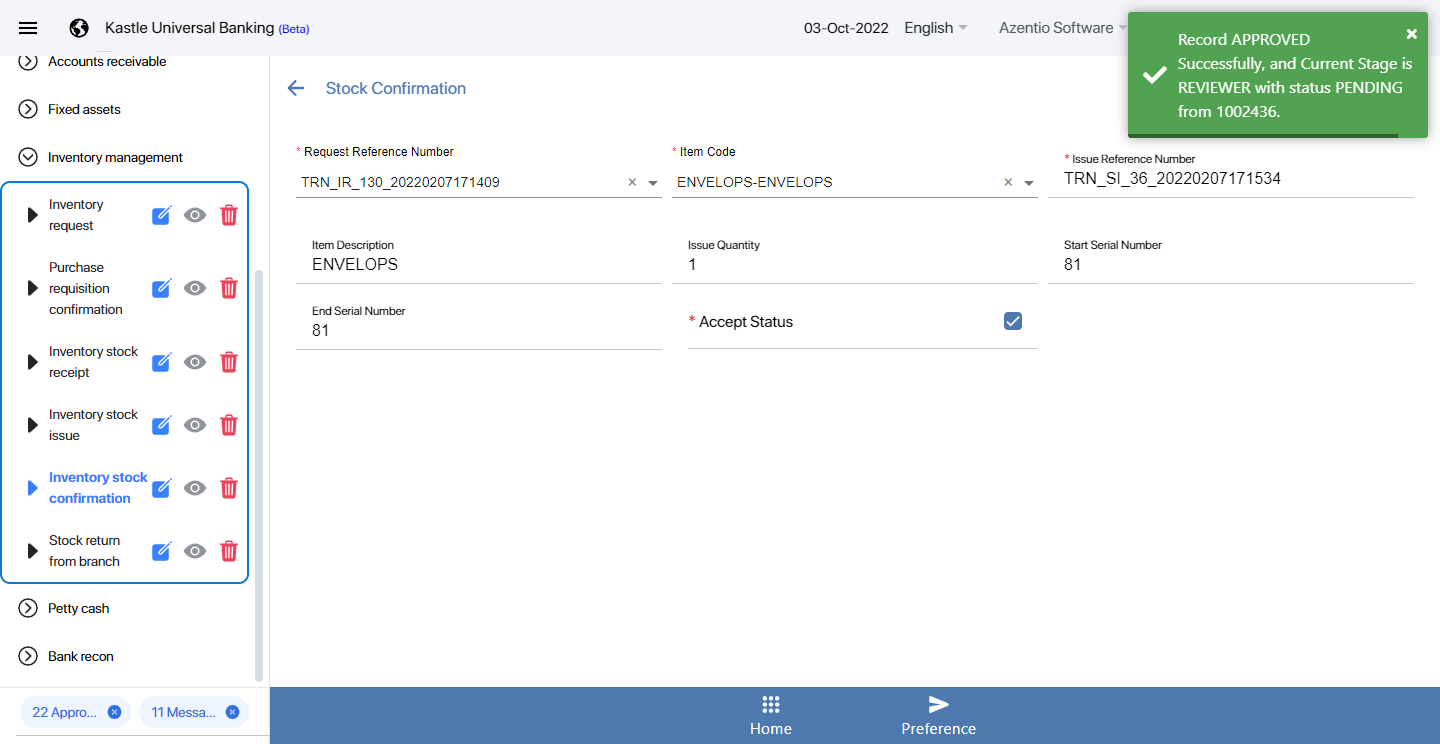 Kastle Universal Banking (Beta)
03-Oct-2022
English
Azentio Software
Record APPROVED
Successfully, and Current Stage is
REVIEWER with status PENDING
from 1002436.
Accounts receivable
Fixed assets
Inventory management
Inventory
request
Purchase
requisition
confirmation
Inventory stock
receipt
Inventory stock
issue
Inventory stock
confirmation
Stock return
from branch
Petty cash
Bank recon
22 Appro...
11 Messa...
Stock Confirmation
* Request Reference Number
TRN_IR_130_20220207171409
* Item Code
ENVELOPS-ENVELOPS
* Issue Reference Number
TRN_SI_36_20220207171534
Item Description
ENVELOPS
Issue Quantity
1
Start Serial Number
81
End Serial Number
81
* Accept Status
Home
Preference